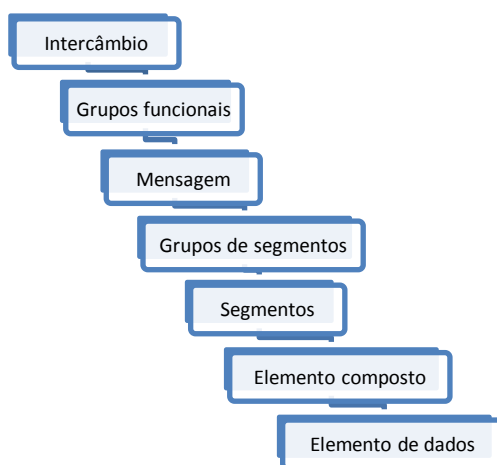 Intercâmbio
Grupos funcionais
Mensagem
Grupos de segmentos
Segmentos
Elemento composto
Elemento de dados